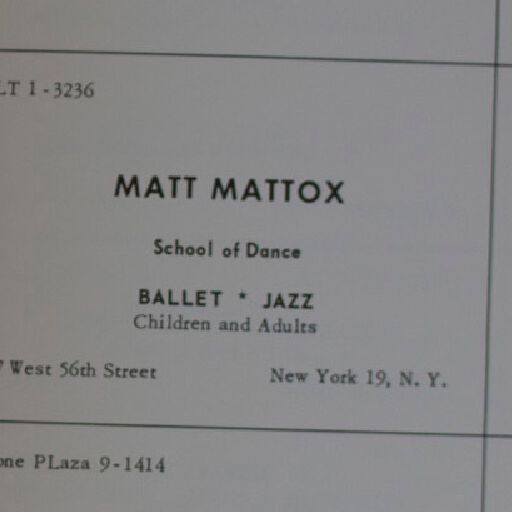 LT 1-3236
MATT MATTOX
School of Dance
BALLET * JAZZ
Children and Adults
7 West 56th Street New York 19, N. Y.
one PLaza 9-1414